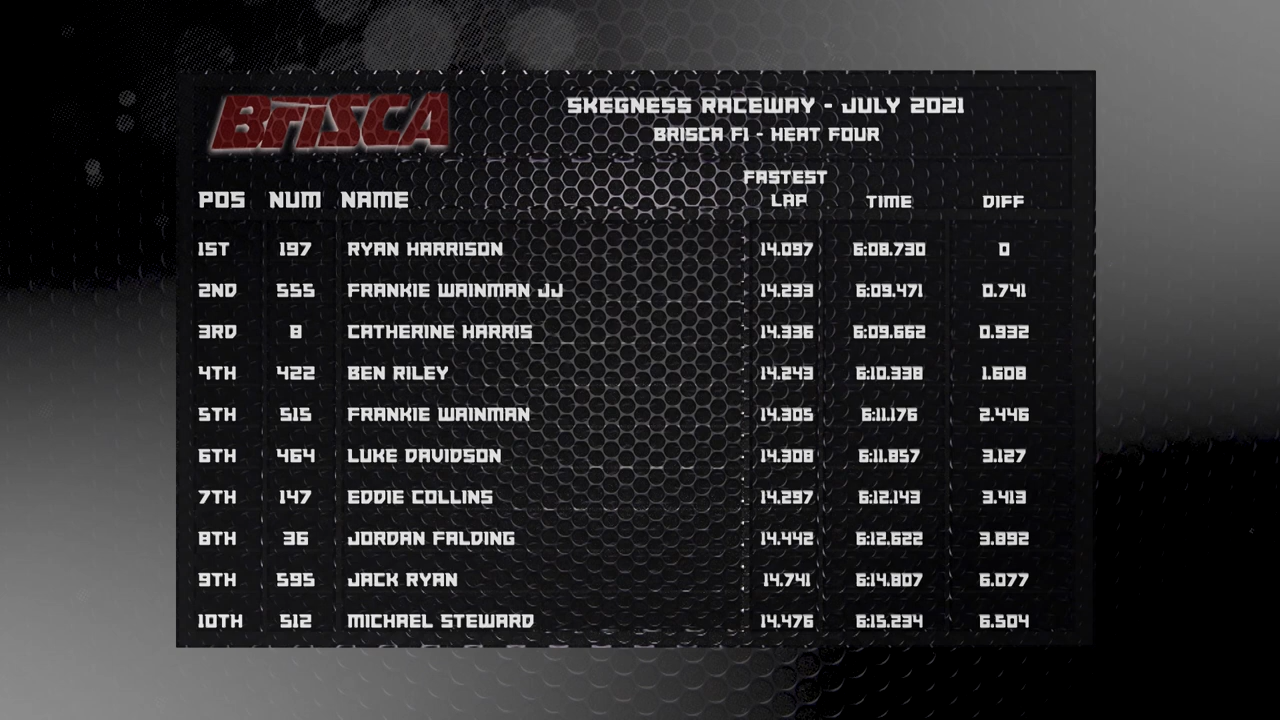 BRISCA
SKEGNESS RACEWAY - JULY 2021
BRISCA F1 - HEAT FOUR
POS NUM NAME FASTEST LAP TIME DIFF
1ST 197 RYAN HARRISON 14.097 6:08.730 0
2ND 555 FRANKIE WAINMAN JJ 14.233 6:09.471 0.741
3RD 8 CATHERINE HARRIS 14.336 6:09.662 0.932
4TH 422 BEN RILEY 14.243 6:10.338 1.608
5TH 515 FRANKIE WAINMAN 14.305 6:11.176 2.446
6TH 464 LUKE DAVIDSON 14.308 6:11.857 3.127
7TH 147 EDDIE COLLINS 14.297 6:12.143 3.413
8TH 36 JORDAN FALDING 14.442 6:12.622 3.892
9TH 595 JACK RYAN 14.741 6:14.807 6.077
10TH 512 MICHAEL STEWARD 14.476 6:15.234 6.504